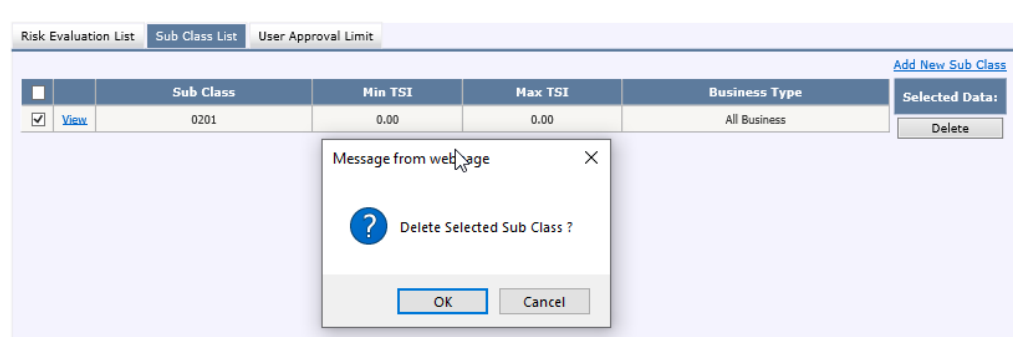 Risk Evaluation List Sub Class List User Approval Limit
Add New Sub Class
Sub Class Min TSI Max TSI Business Type Selected Data:
View 0201 0.00 0.00 All Business Delete
Message from webpage
? Delete Selected Sub Class ?
OK Cancel